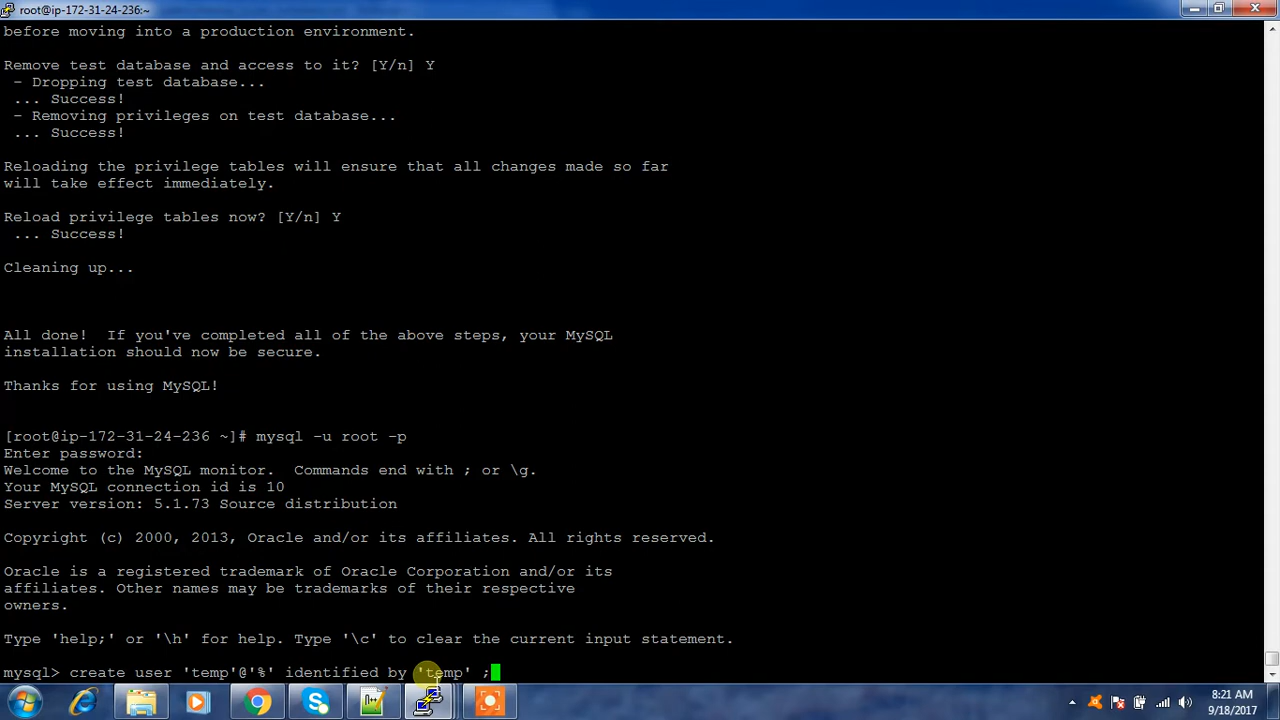 root@ip-172-31-24-236:~
before moving into a production environment.
Remove test database and access to it? [Y/n] Y
 - Dropping test database...
 ... Success!
 - Removing privileges on test database...
 ... Success!
Reloading the privilege tables will ensure that all changes made so far
will take effect immediately.
Reload privilege tables now? [Y/n] Y
 ... Success!
Cleaning up...
All done!  If you've completed all of the above steps, your MySQL
installation should now be secure.
Thanks for using MySQL!
[root@ip-172-31-24-236 ~]# mysql -u root -p
Enter password:
Welcome to the MySQL monitor.  Commands end with ; or \g.
Your MySQL connection id is 10
Server version: 5.1.73 Source distribution
Copyright (c) 2000, 2013, Oracle and/or its affiliates. All rights reserved.
Oracle is a registered trademark of Oracle Corporation and/or its
affiliates. Other names may be trademarks of their respective
owners.
Type 'help;' or '\h' for help. Type '\c' to clear the current input statement.
mysql> create user 'temp'@'%' identified by 'temp' ;
8:21 AM
9/18/2017